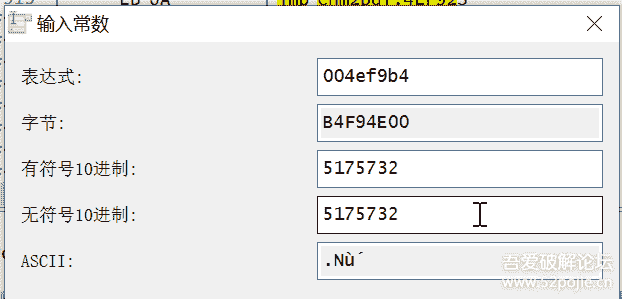 EB 0A
输入常数
表达式: 004ef9b4
字节: B4F94E00
有符号10进制: 5175732
无符号10进制: 5175732
ASCII: .Nù´
吾爱破解论坛
www.52pojie.cn